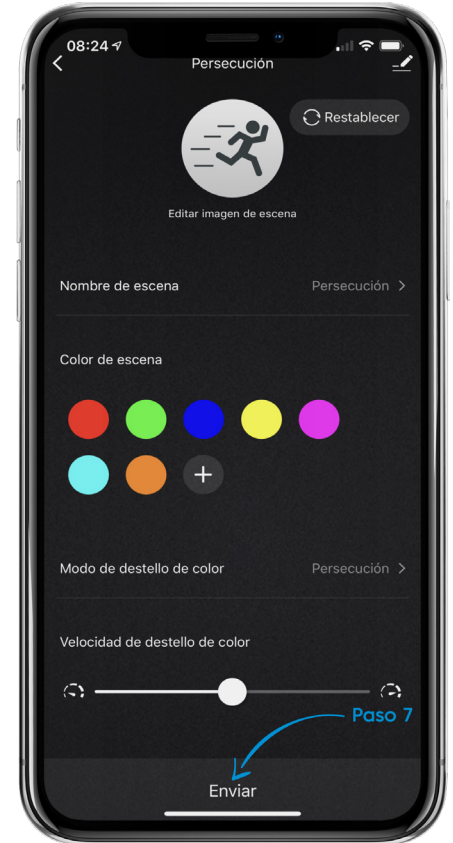 08:24
Persecución
Restablecer
Editar imagen de escena
Nombre de escena
Persecución
Color de escena
Modo de destello de color
Persecución
Velocidad de destello de color
Paso 7
Enviar